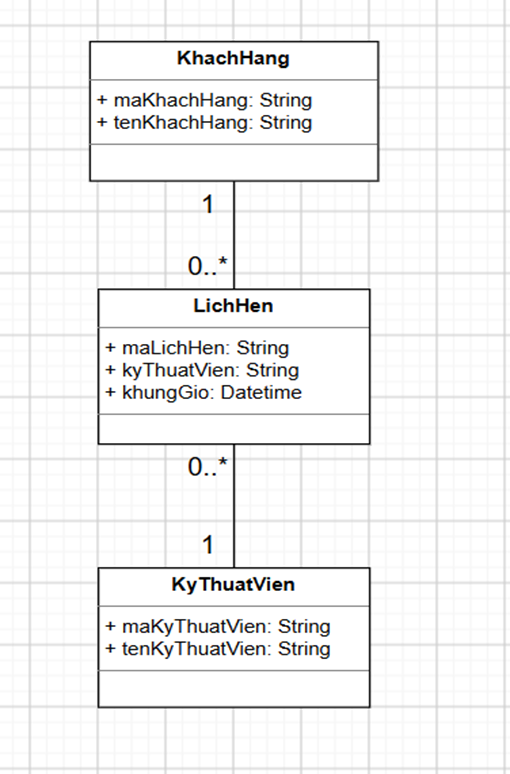 KhachHang
+ maKhachHang: String
+ tenKhachHang: String
1
0..*
LichHen
+ maLichHen: String
+ kyThuatVien: String
+ khungGio: Datetime
0..*
1
KyThuatVien
+ maKyThuatVien: String
+ tenKyThuatVien: String